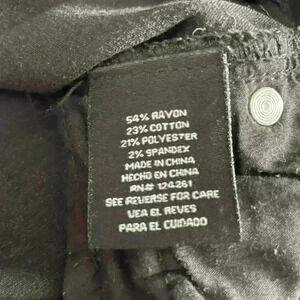 54% RAYON
23% COTTON
21% POLYESTER
2% SPANDEX
MADE IN CHINA
HECHO EN CHINA
RN# 124261
SEE REVERSE FOR CARE
VEA EL REVES
PARA EL CUIDADO